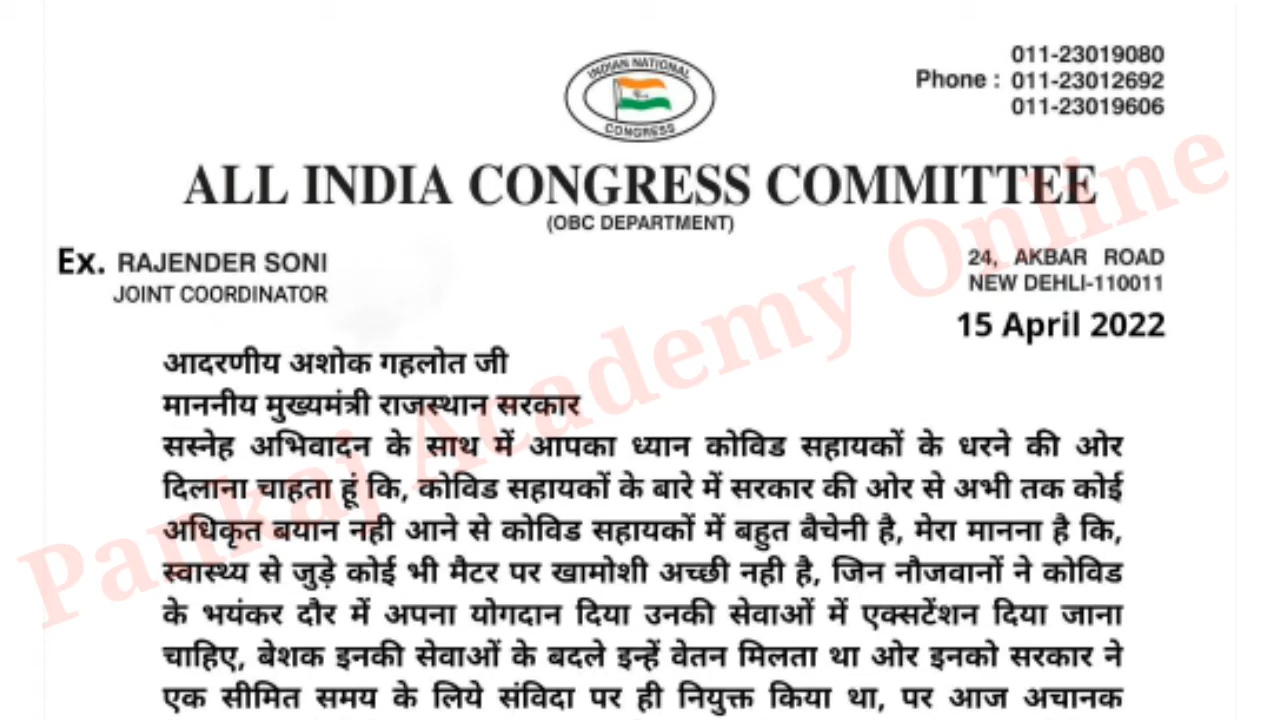 011-23019080
Phone : 011-23012692
011-23019606
INDIAN NATIONAL
CONGRESS
ALL INDIA CONGRESS COMMITTEE
(OBC DEPARTMENT)
Ex. RAJENDER SONI
JOINT COORDINATOR
24, AKBAR ROAD
NEW DEHLI-110011
15 April 2022
आदरणीय अशोक गहलोत जी
माननीय मुख्यमंत्री राजस्थान सरकार
सस्नेह अभिवादन के साथ में आपका ध्यान कोविड सहायकों के धरने की ओर
दिलाना चाहता हूं कि, कोविड सहायकों के बारे में सरकार की ओर से अभी तक कोई
अधिकृत बयान नही आने से कोविड सहायकों में बहुत बैचेनी है, मेरा मानना है कि,
स्वास्थ्य से जुड़े कोई भी मैटर पर खामोशी अच्छी नही है, जिन नौजवानों ने कोविड
के भयंकर दौर में अपना योगदान दिया उनकी सेवाओं में एक्सटेंशन दिया जाना
चाहिए, बेशक इनकी सेवाओं के बदले इन्हें वेतन मिलता था ओर इनको सरकार ने
एक सीमित समय के लिये संविदा पर ही नियुक्त किया था, पर आज अचानक
Pankaj Academy Online